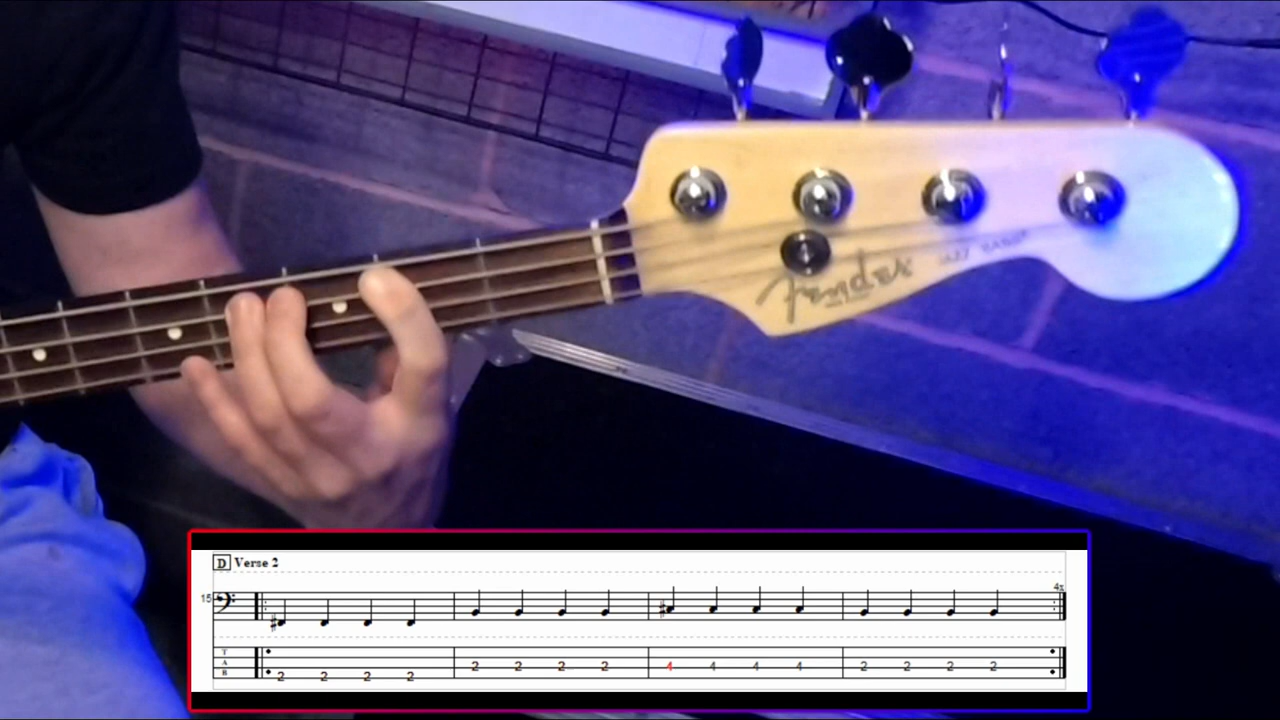 Fender
JAZZ BASS
D Verse 2
15
4x
T
A
B
2 2 2 2 4 4 4 4 2 2 2 2
2 2 2 2